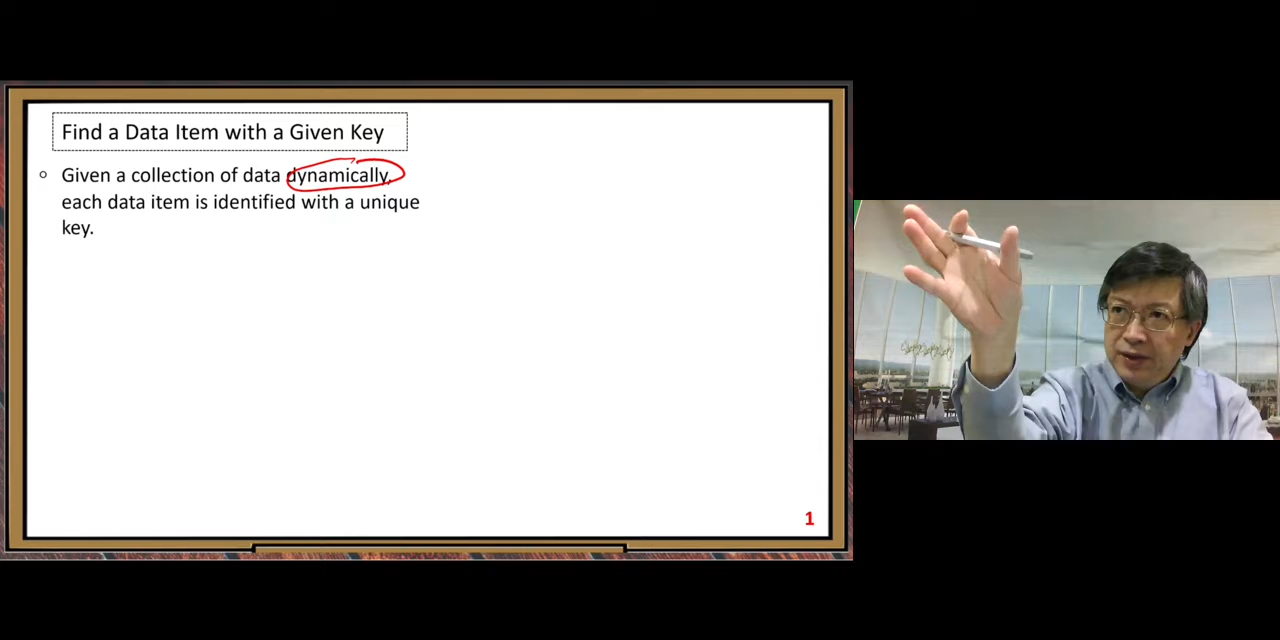 Find a Data Item with a Given Key
Given a collection of data dynamically,
each data item is identified with a unique
key.
1